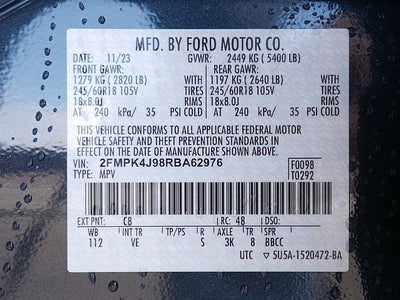 MFD. BY FORD MOTOR CO.
DATE: 11/23 GVWR: 2449 KG ( 5400 LB)
FRONT GAWR: REAR GAWR:
1279 KG ( 2820 LB) WITH 1197 KG ( 2640 LB) WITH
245/60R18 105V TIRES 245/60R18 105V TIRES
18x8.0J RIMS 18x8.0J RIMS
AT 240 kPa/ 35 PSI COLD AT 240 kPa/ 35 PSI COLD
THIS VEHICLE CONFORMS TO ALL APPLICABLE FEDERAL MOTOR
VEHICLE SAFETY AND THEFT PREVENTION STANDARDS IN
EFFECT ON THE DATE OF MANUFACTURE SHOWN ABOVE.
VIN: 2FMPK4J98RBA62976 F0098
TYPE: MPV T0292
EXT PNT: C8 RC: 48 DSO:
WB INT TR TP/PS R AXLE TR SPR
112 VE S 3K 8 BBCC
UTC ▽ 5U5A-1520472-BA